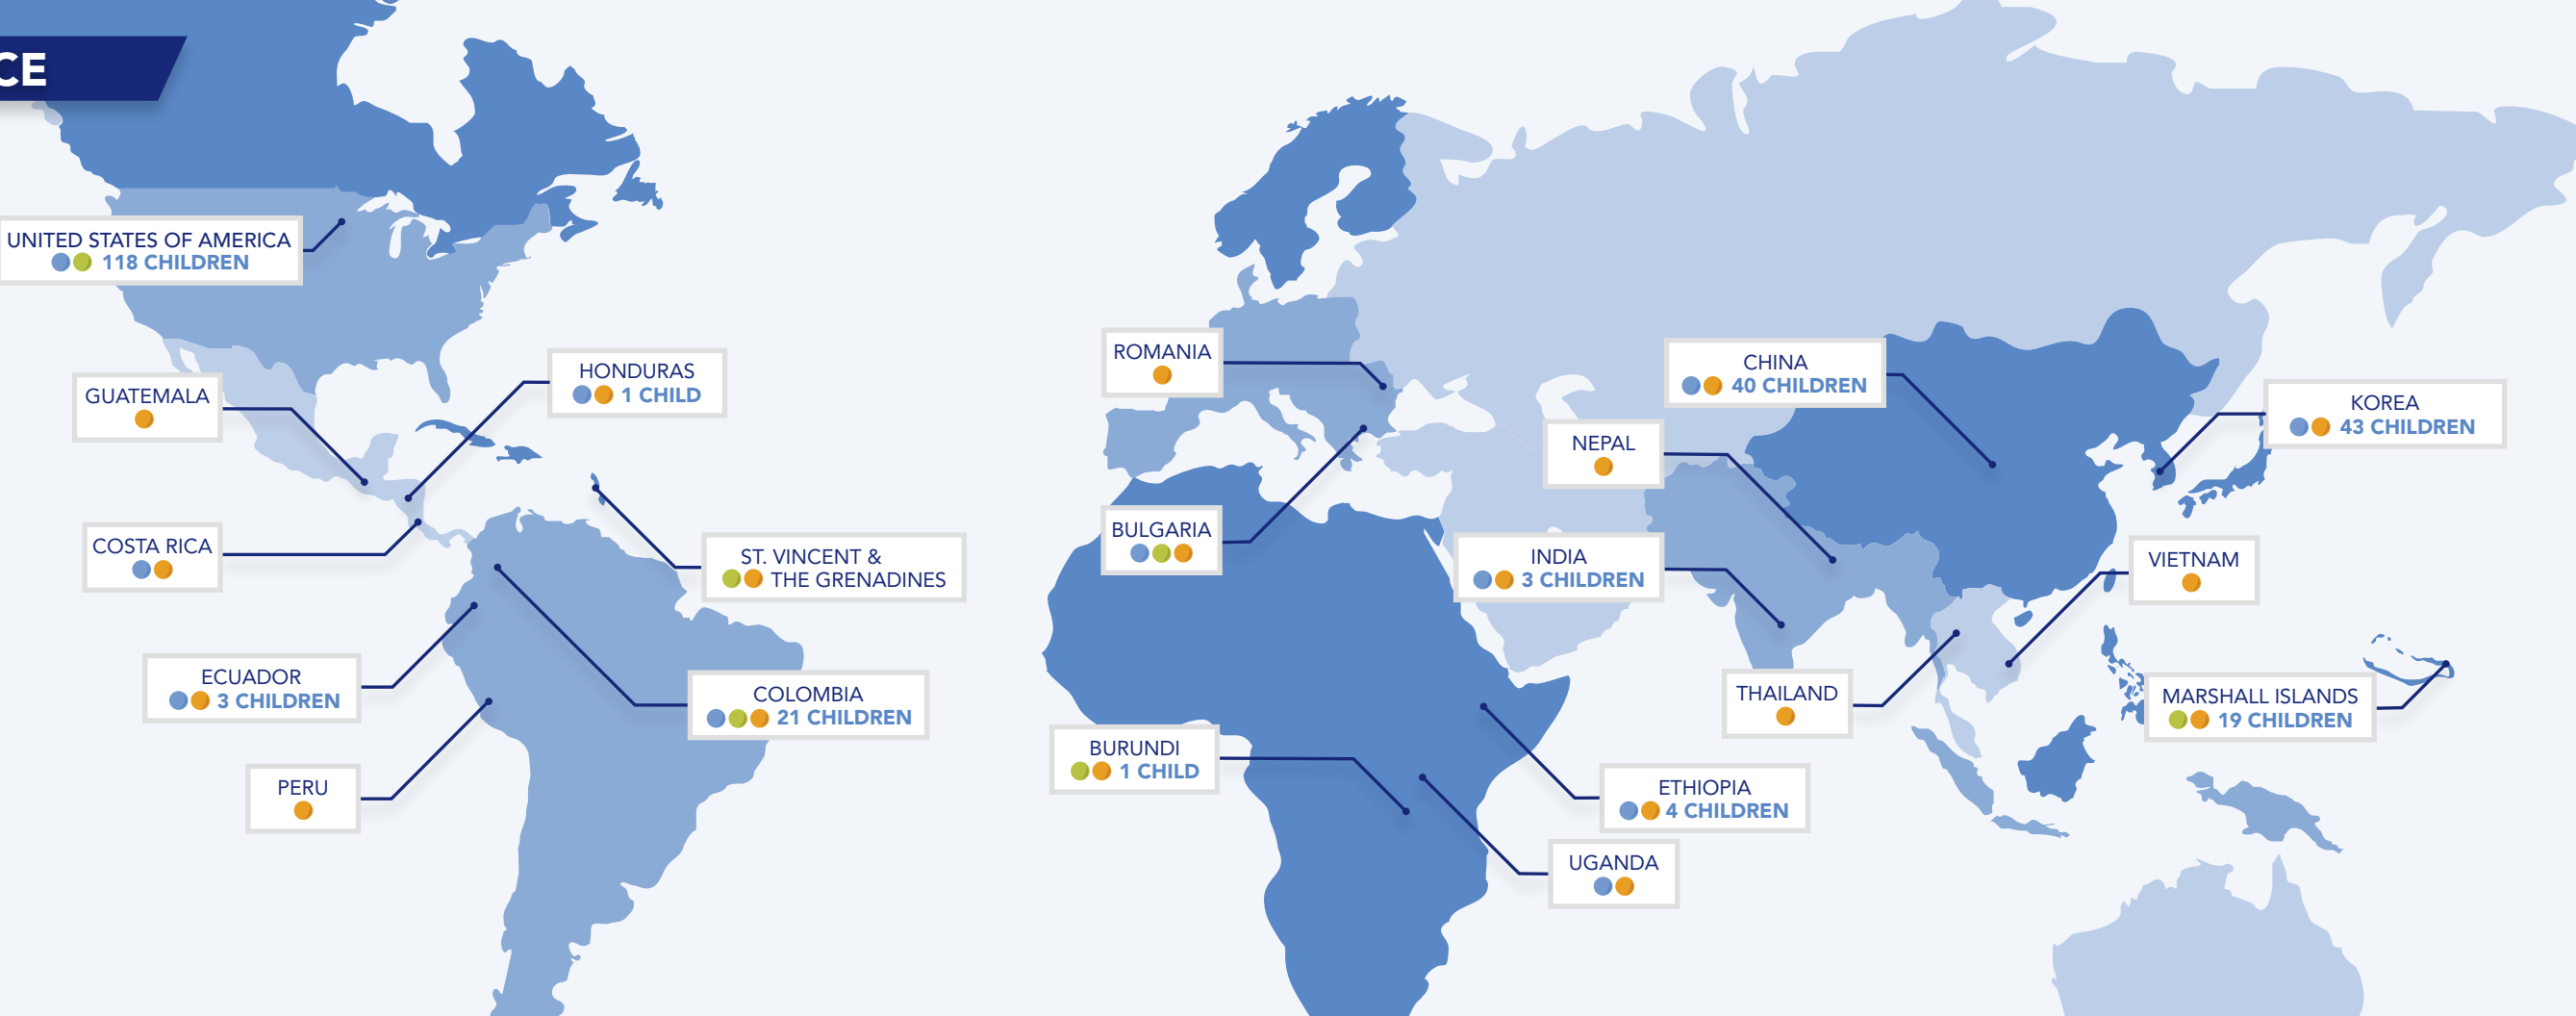 CE
UNITED STATES OF AMERICA
118 CHILDREN
GUATEMALA
HONDURAS
1 CHILD
COSTA RICA
ST. VINCENT &
THE GRENADINES
ECUADOR
3 CHILDREN
COLOMBIA
21 CHILDREN
PERU
ROMANIA
BULGARIA
BURUNDI
1 CHILD
ETHIOPIA
4 CHILDREN
UGANDA
CHINA
40 CHILDREN
NEPAL
INDIA
3 CHILDREN
KOREA
43 CHILDREN
VIETNAM
THAILAND
MARSHALL ISLANDS
19 CHILDREN